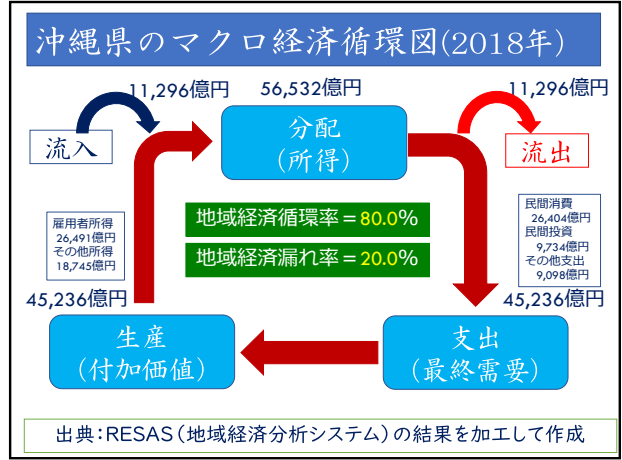 沖縄県のマクロ経済循環図(2018年)
11,296億円
56,532億円
11,296億円
流入
分配
(所得)
流出
雇用者所得
26,491億円
その他所得
18,745億円
地域経済循環率＝80.0%
地域経済漏れ率＝20.0%
民間消費
26,404億円
民間投資
9,734億円
その他支出
9,098億円
45,236億円
45,236億円
生産
(付加価値)
支出
(最終需要)
出典：RESAS（地域経済分析システム）の結果を加工して作成